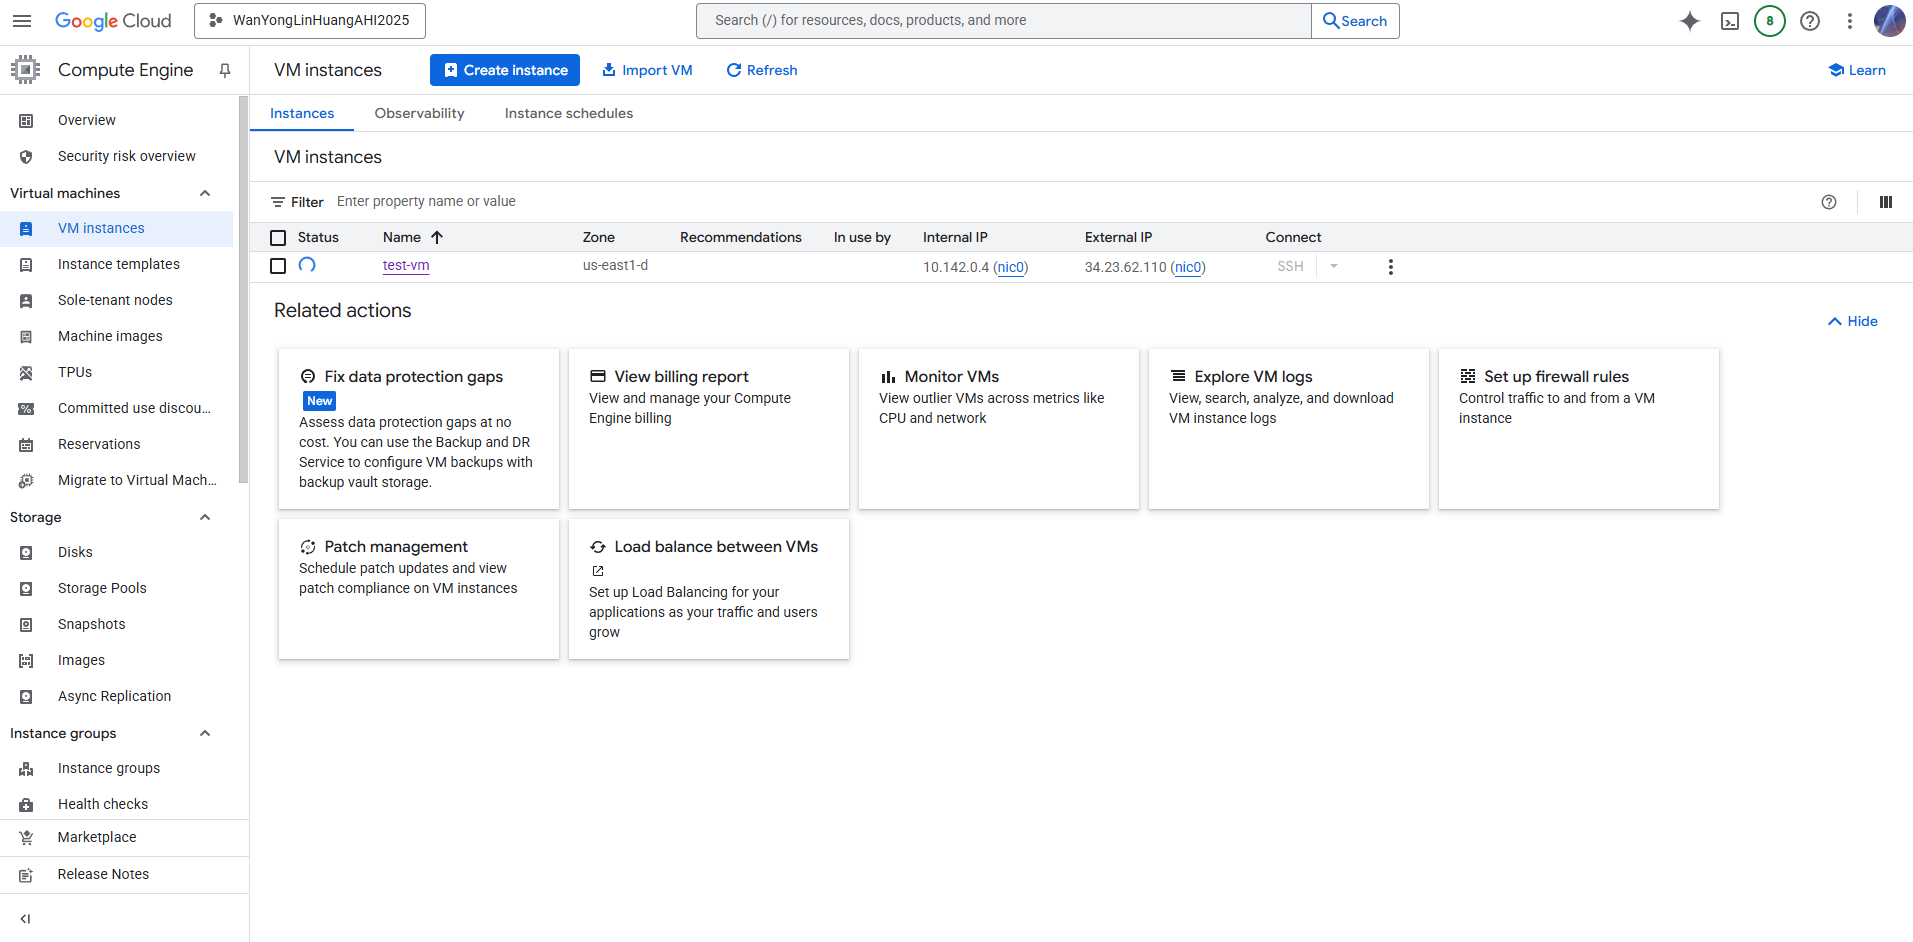 Google Cloud
WanYongLinHuangAHI2025
Search (/) for resources, docs, products, and more
Search
8
Compute Engine
VM instances
Create instance
Import VM
Refresh
Learn
Overview
Security risk overview
Virtual machines
VM instances
Instance templates
Sole-tenant nodes
Machine images
TPUs
Committed use discou...
Reservations
Migrate to Virtual Mach...
Storage
Disks
Storage Pools
Snapshots
Images
Async Replication
Instance groups
Instance groups
Health checks
Marketplace
Release Notes
Instances
Observability
Instance schedules
VM instances
Filter Enter property name or value
Status Name Zone Recommendations In use by Internal IP External IP Connect
test-vm us-east1-d 10.142.0.4 (nic0) 34.23.62.110 (nic0) SSH
Related actions
Hide
Fix data protection gaps
New
Assess data protection gaps at no
cost. You can use the Backup and DR
Service to configure VM backups with
backup vault storage.
View billing report
View and manage your Compute
Engine billing
Monitor VMs
View outlier VMs across metrics like
CPU and network
Explore VM logs
View, search, analyze, and download
VM instance logs
Set up firewall rules
Control traffic to and from a VM
instance
Patch management
Schedule patch updates and view
patch compliance on VM instances
Load balance between VMs
Set up Load Balancing for your
applications as your traffic and users
grow